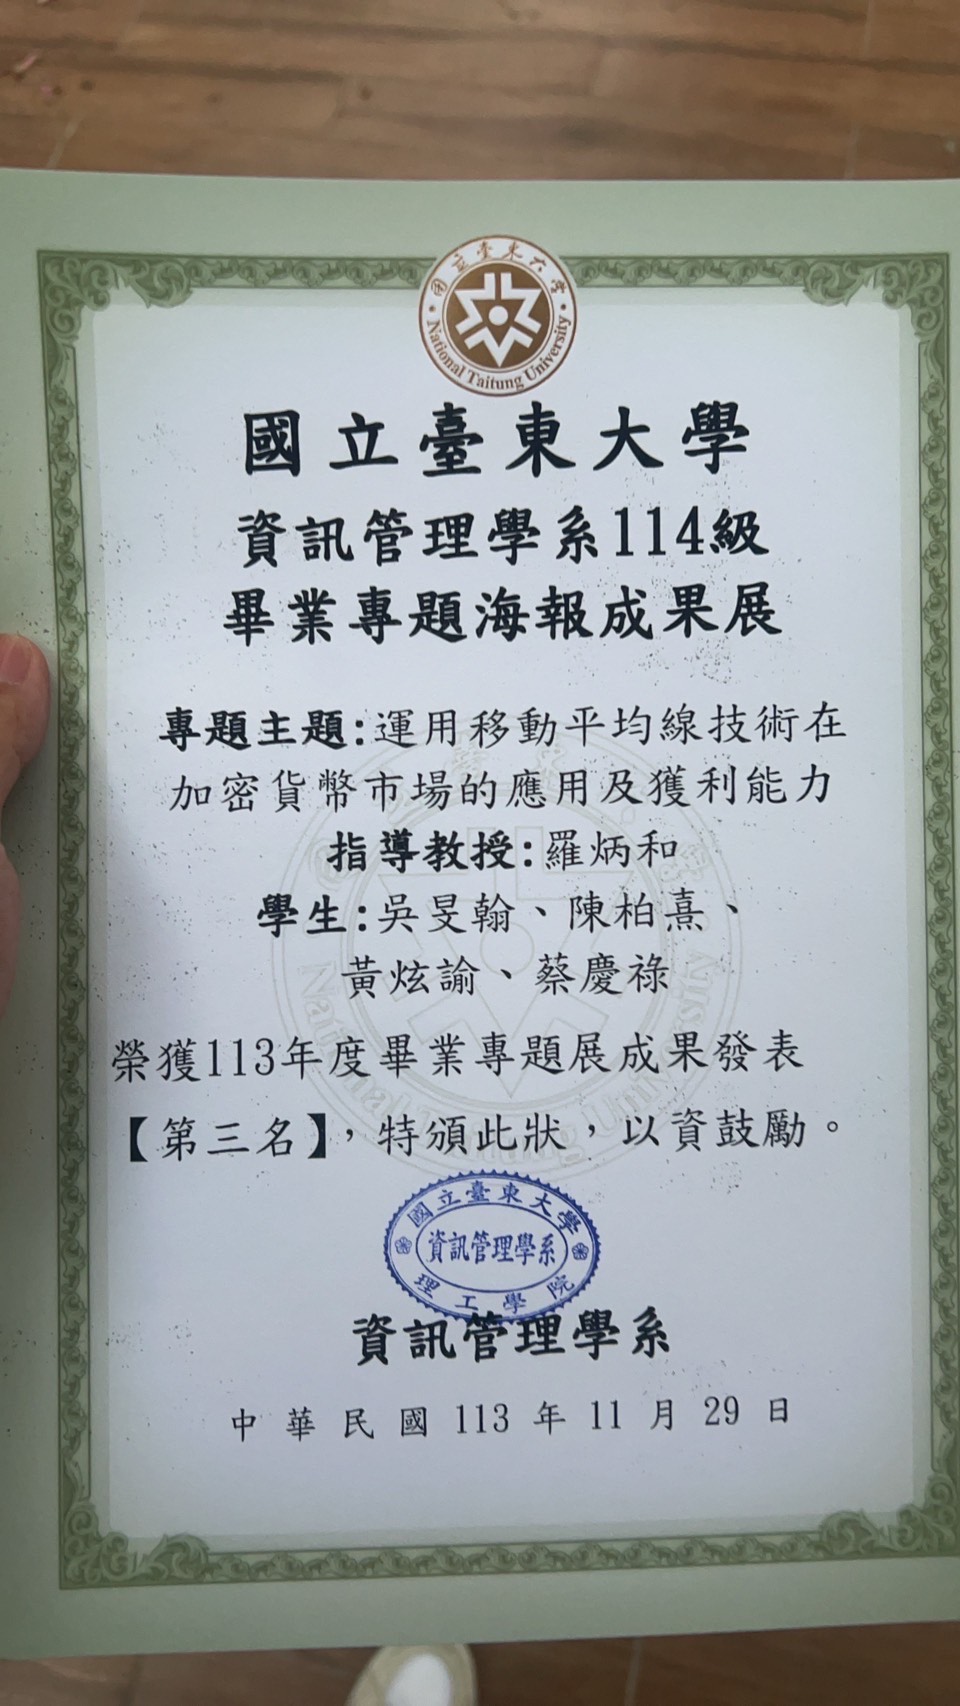 國立臺東大學
National Taitung University
國立臺東大學
資訊管理學系114級
畢業專題海報成果展
專題主題:運用移動平均線技術在
加密貨幣市場的應用及獲利能力
指導教授:羅炳和
學生:吳旻翰、陳柏熹、
黃炫諭、蔡慶祿
榮獲113年度畢業專題展成果發表
【第三名】,特頒此狀,以資鼓勵。
國立臺東大學
資訊管理學系
理工學院
資訊管理學系
中華民國 113 年 11 月 29 日